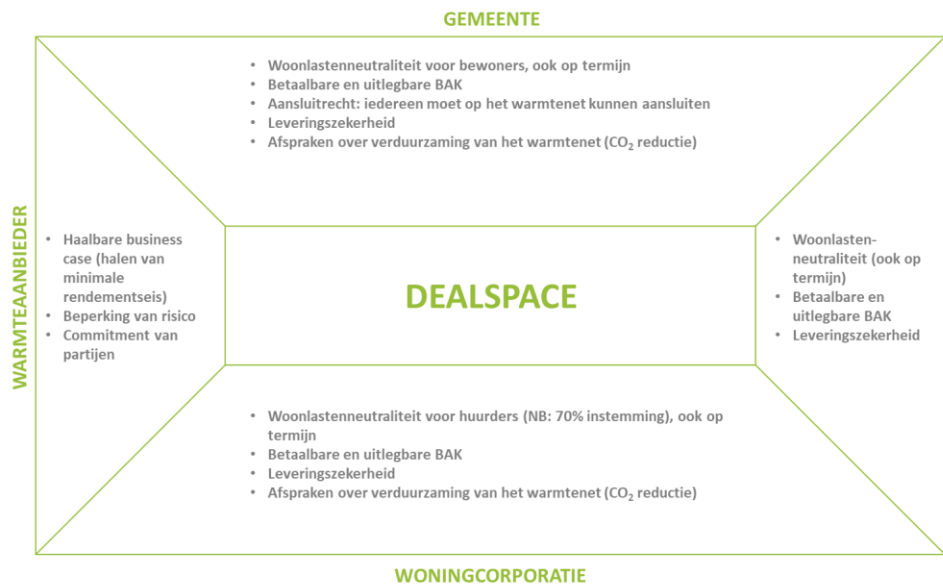 GEMEENTE
• Woonlastenneutraliteit voor bewoners, ook op termijn
• Betaalbare en uitlegbare BAK
• Aansluitrecht: iedereen moet op het warmtenet kunnen aansluiten
• Leveringszekerheid
• Afspraken over verduurzaming van het warmtenet (CO₂ reductie)
WARMTEAANBIEDER
• Haalbare business
case (halen van
minimale
rendementseis)
• Beperking van risico
• Commitment van
partijen
DEALSPACE
• Woonlasten-
neutraliteit (ook op
termijn)
• Betaalbare en
uitlegbare BAK
• Leveringszekerheid
• Woonlastenneutraliteit voor huurders (NB: 70% instemming), ook op
termijn
• Betaalbare en uitlegbare BAK
• Leveringszekerheid
• Afspraken over verduurzaming van het warmtenet (CO₂ reductie)
WONINGCORPORATIE